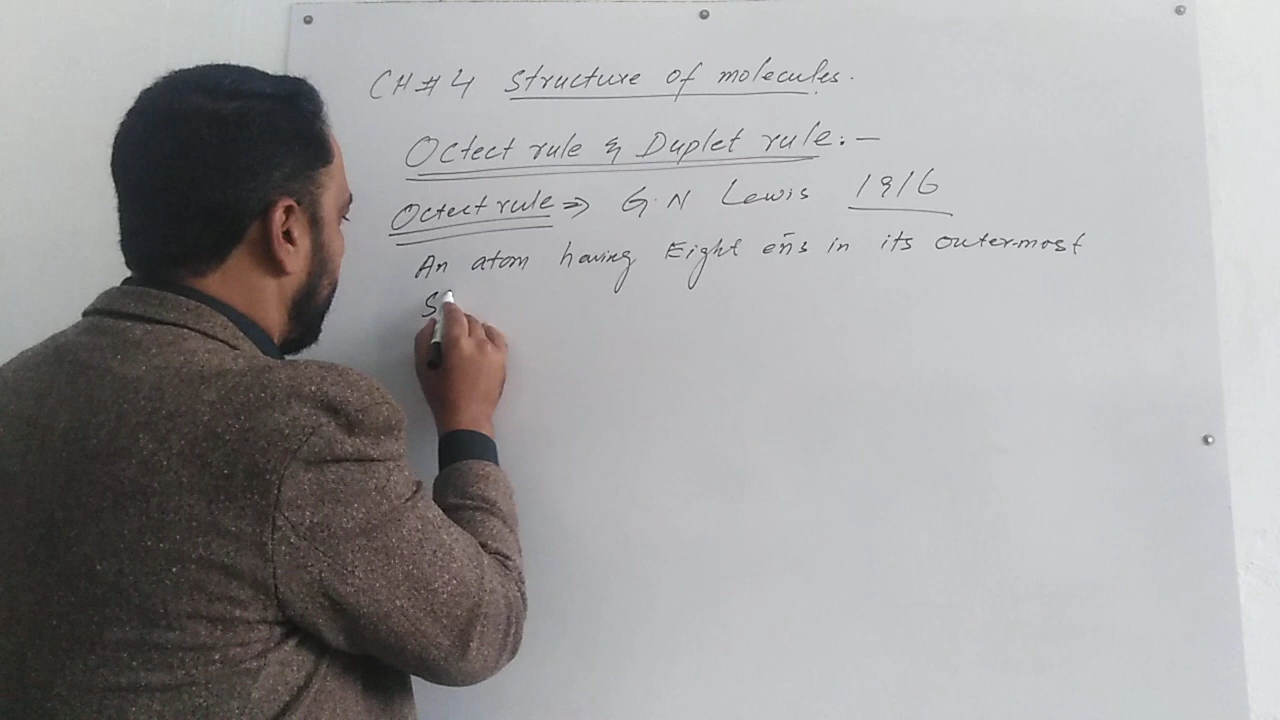 CH#4 Structure of molecules.
Octect rule & Duplet rule:-
Octect rule ⇒ G.N Lewis 1916
An atom having Eight ēns in its outermost
S